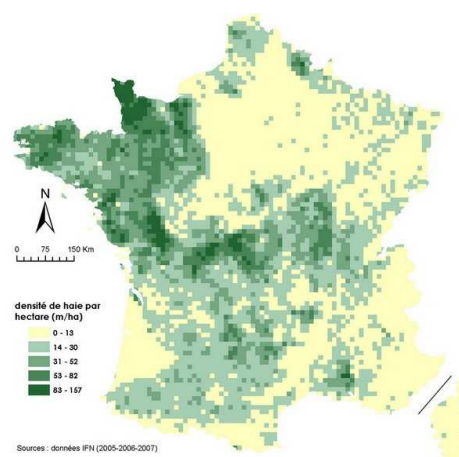 N
0 75 150 Km
densité de haie par
hectare (m/ha)
0 - 13
14 - 30
31 - 52
53 - 82
83 - 157
Sources : données IFN (2005-2006-2007)